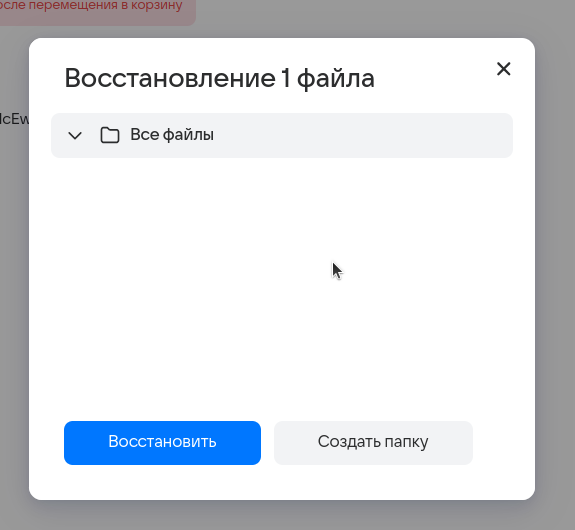 осле перемещения в корзину
Восстановление 1 файла
Все файлы
Восстановить
Создать папку